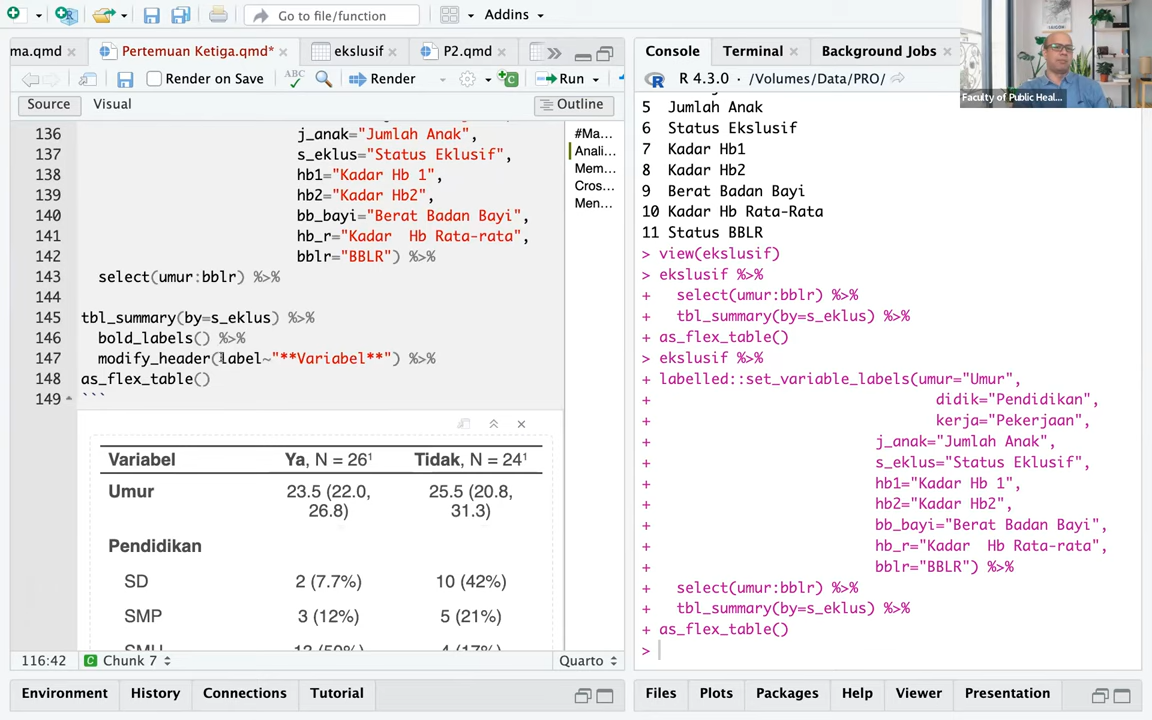 Go to file/function
Addins
ma.qmd
Pertemuan Ketiga.qmd*
ekslusif
P2.qmd
Render on Save
ABC
Render
Run
Source
Visual
Outline
136 j_anak="Jumlah Anak",
137 s_eklus="Status Eklusif",
138 hb1="Kadar Hb 1",
139 hb2="Kadar Hb2",
140 bb_bayi="Berat Badan Bayi",
141 hb_r="Kadar  Hb Rata-rata",
142 bblr="BBLR") %>%
143 select(umur:bblr) %>%
144
145 tbl_summary(by=s_eklus) %>%
146 bold_labels() %>%
147 modify_header(label~"**Variabel**") %>%
148 as_flex_table()
149 ```
#Ma...
Anali...
Mem...
Cros...
Men...
Variabel Ya, N = 26¹ Tidak, N = 24¹
Umur 23.5 (22.0, 26.8) 25.5 (20.8, 31.3)
Pendidikan
SD 2 (7.7%) 10 (42%)
SMP 3 (12%) 5 (21%)
116:42
Chunk 7
Quarto
Environment
History
Connections
Tutorial
Console
Terminal
Background Jobs
R 4.3.0 · /Volumes/Data/PRO/
Faculty of Public Heal...
5 Jumlah Anak
6 Status Ekslusif
7 Kadar Hb1
8 Kadar Hb2
9 Berat Badan Bayi
10 Kadar Hb Rata-Rata
11 Status BBLR
> view(ekslusif)
> ekslusif %>%
+ select(umur:bblr) %>%
+ tbl_summary(by=s_eklus) %>%
+ as_flex_table()
> ekslusif %>%
+ labelled::set_variable_labels(umur="Umur",
+ didik="Pendidikan",
+ kerja="Pekerjaan",
+ j_anak="Jumlah Anak",
+ s_eklus="Status Eklusif",
+ hb1="Kadar Hb 1",
+ hb2="Kadar Hb2",
+ bb_bayi="Berat Badan Bayi",
+ hb_r="Kadar  Hb Rata-rata",
+ bblr="BBLR") %>%
+ select(umur:bblr) %>%
+ tbl_summary(by=s_eklus) %>%
+ as_flex_table()
>
Files
Plots
Packages
Help
Viewer
Presentation